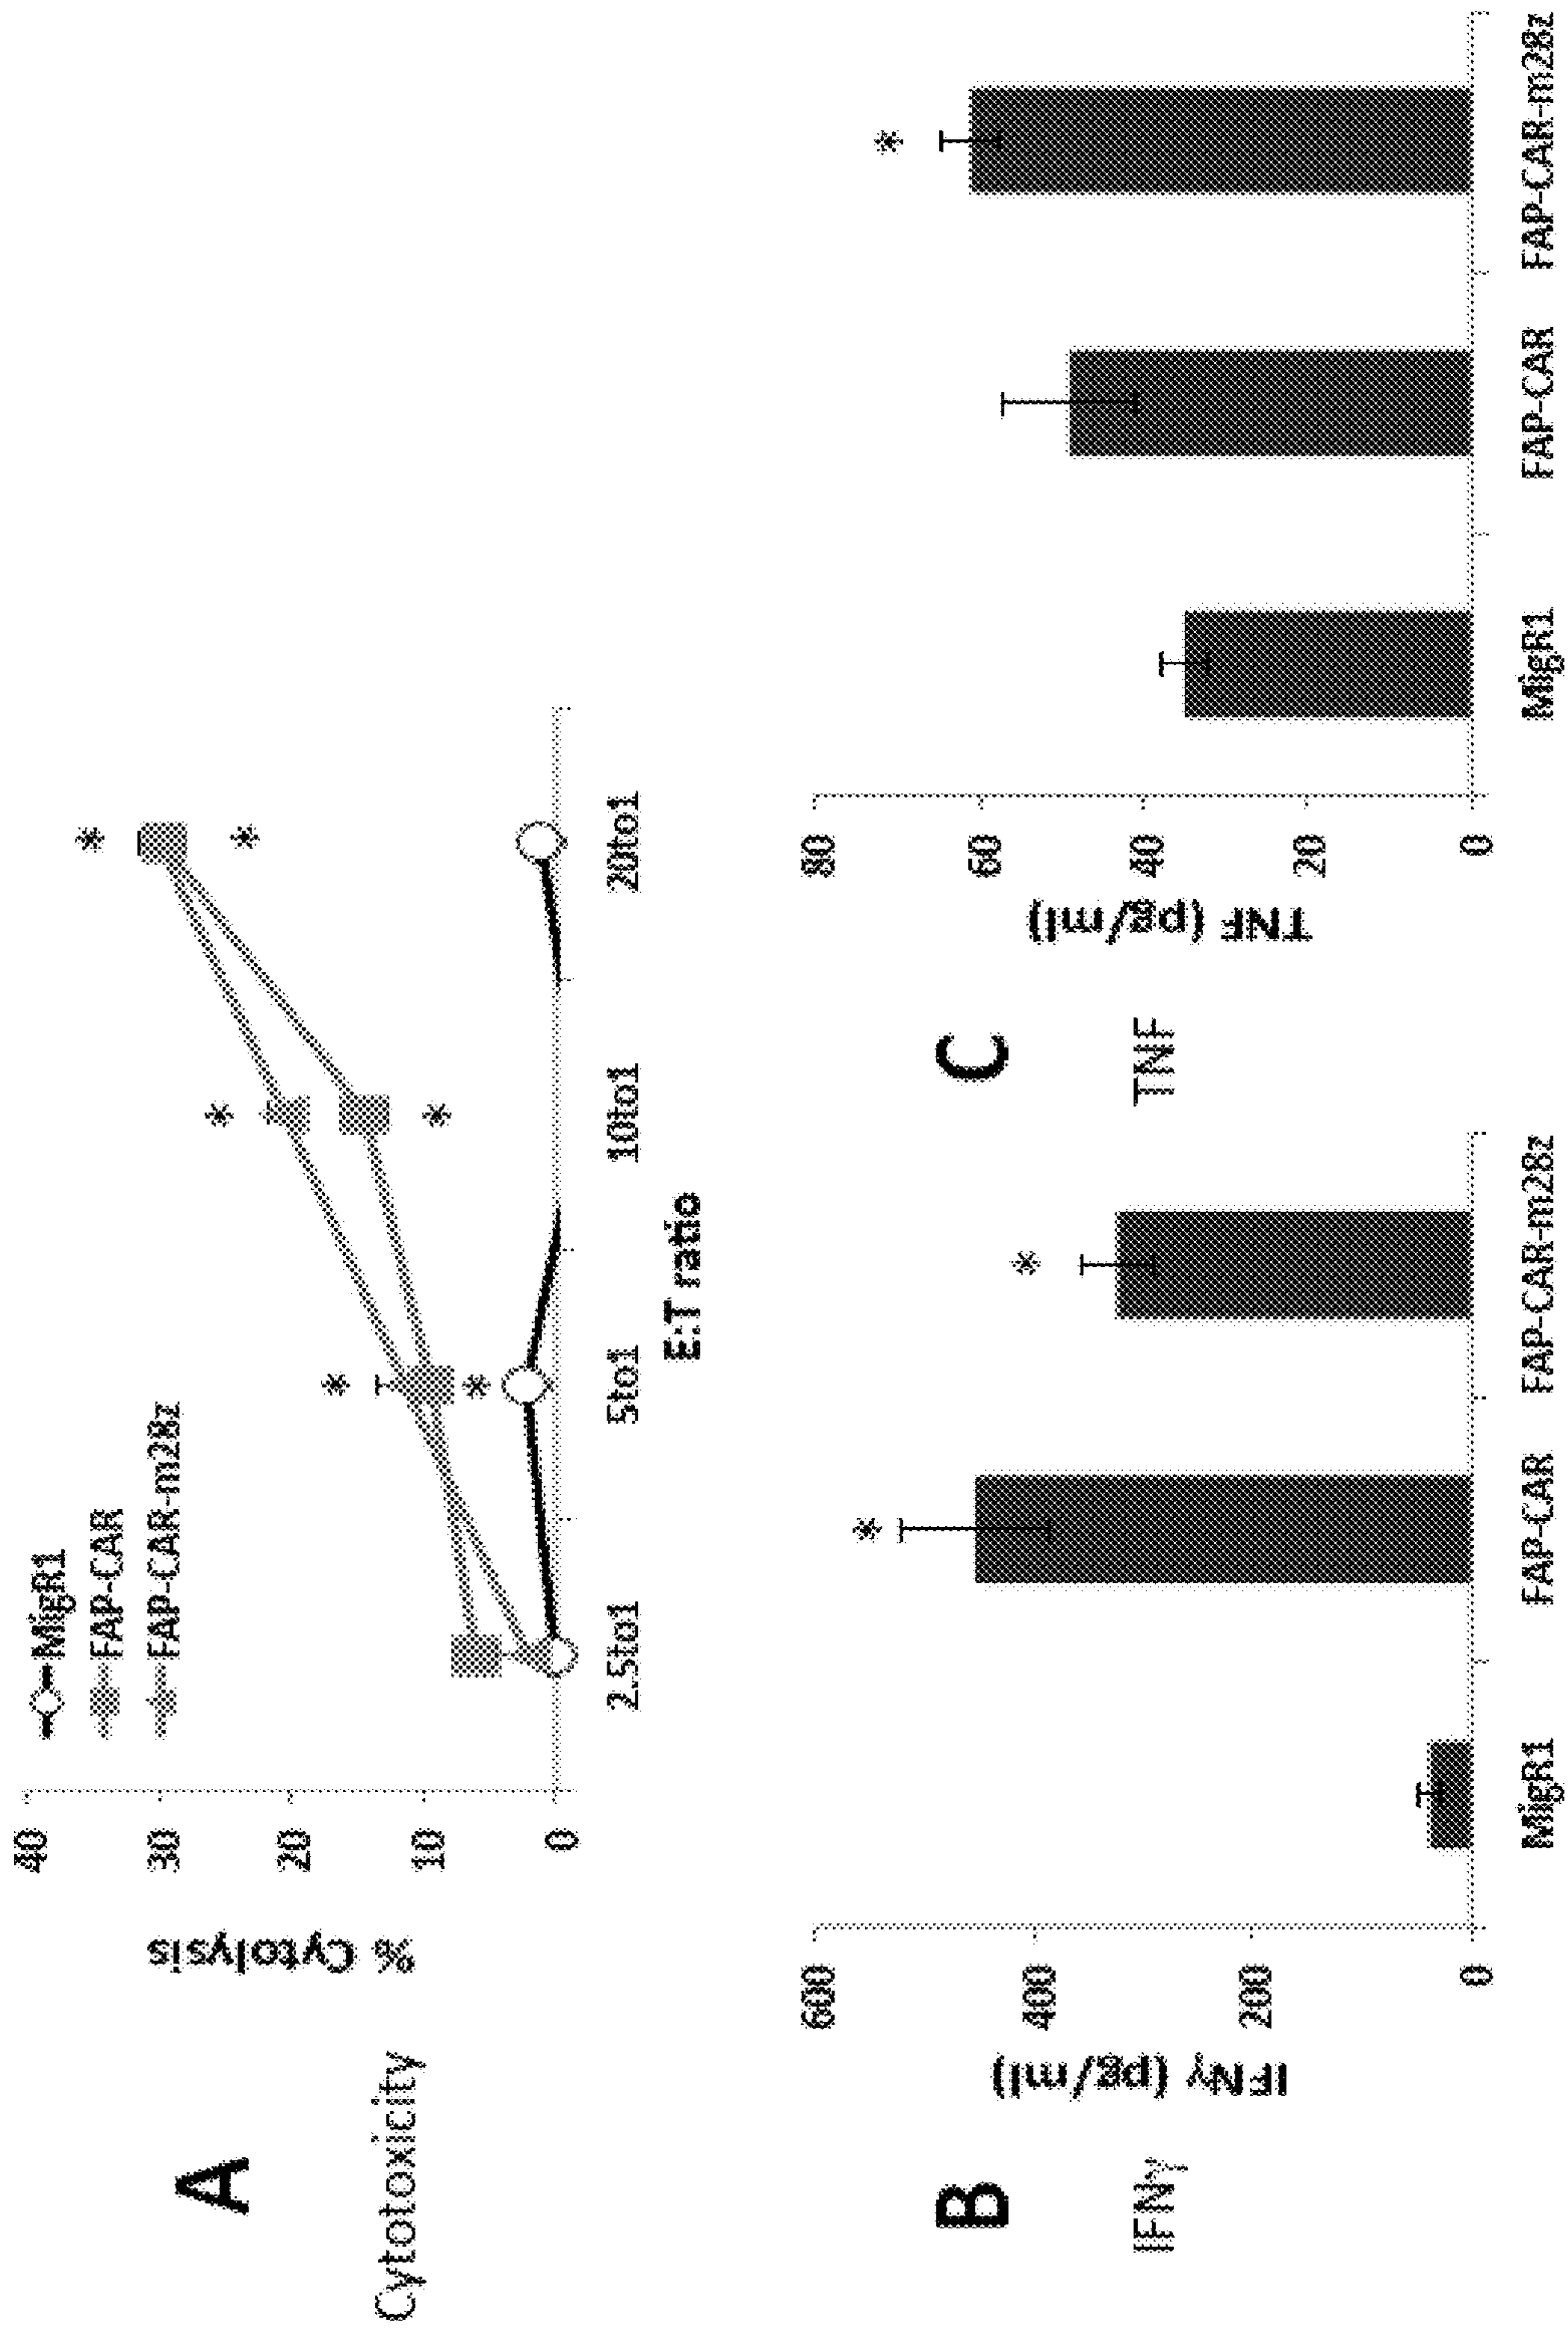 A
Cytotoxicity
% Cytolysis
40
30
20
10
0
MigR1
FAP-CAR
FAP-CAR-m28z
*
*
*
*
*
*
2.5to1
5to1
10to1
20to1
E:T ratio
B
IFNγ
IFNγ (pg/ml)
600
400
200
0
*
*
MigR1
FAP-CAR
FAP-CAR-m28z
C
TNF
TNF (pg/ml)
80
60
40
20
0
*
MigR1
FAP-CAR
FAP-CAR-m28z